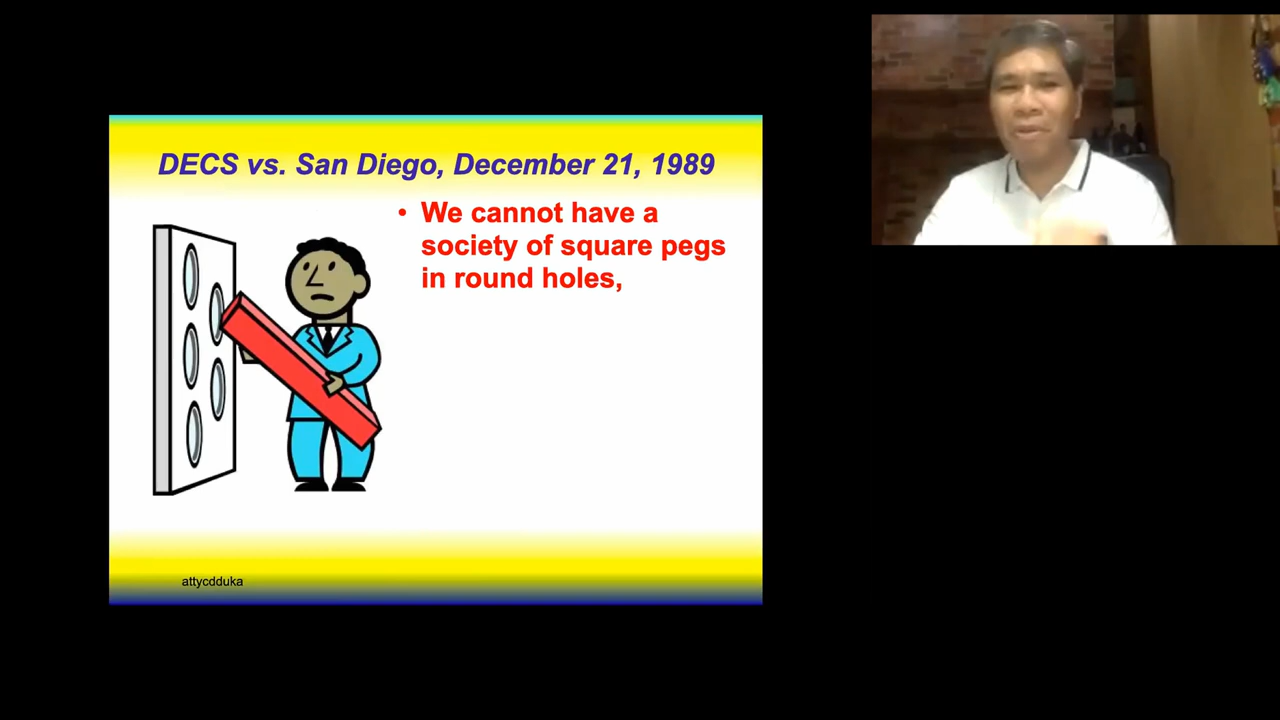 DECS vs. San Diego, December 21, 1989
• We cannot have a
society of square pegs
in round holes,
attycdduka